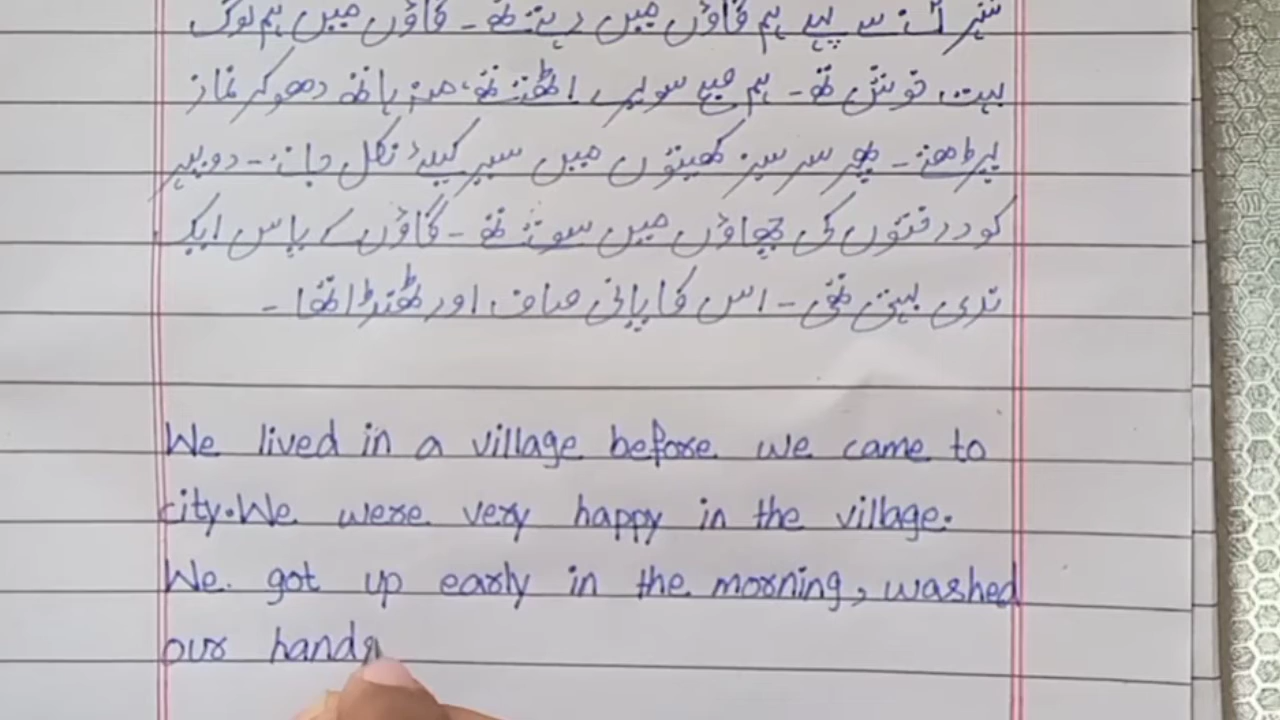 شہر آنے سے پہلے ہم گاؤں میں رہتے تھے۔ گاؤں میں ہم لوگ
بہت خوش تھے۔ ہم صبح سویرے اٹھتے تھے، منہ ہاتھ دھو کر نماز
پڑھتے۔ پھر سرسبز کھیتوں میں سیر کیلئے نکل جاتے۔ دوپہر
کو درختوں کی چھاؤں میں سوتے تھے۔ گاؤں کے پاس ایک
ندی بہتی تھی۔ اس کا پانی صاف اور ٹھنڈا تھا۔
We lived in a village before we came to
city. We were very happy in the village.
We got up early in the morning, washed
our hands